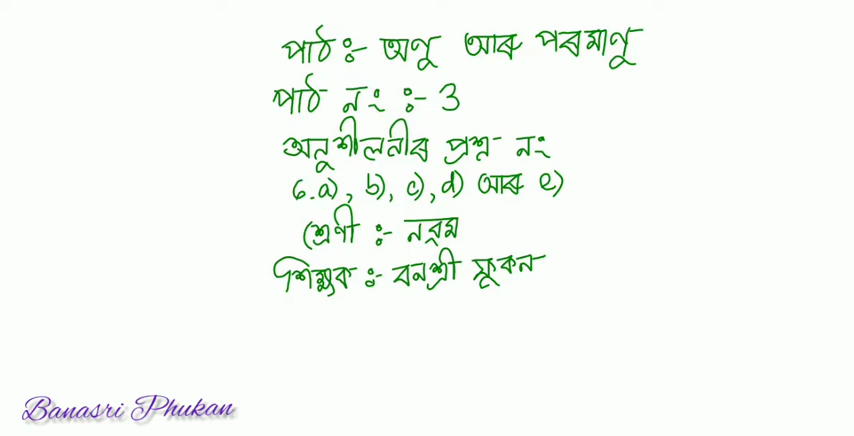 পাঠ :- অণু আৰু পৰমাণু
পাঠ নং :- 3
অনুশীলনীৰ প্ৰশ্ন নং
6.a), b), c), d) আৰু e)
শ্ৰেণী :- নৱম
শিক্ষক :- বনশ্ৰী ফুকন
Banasri Phukan